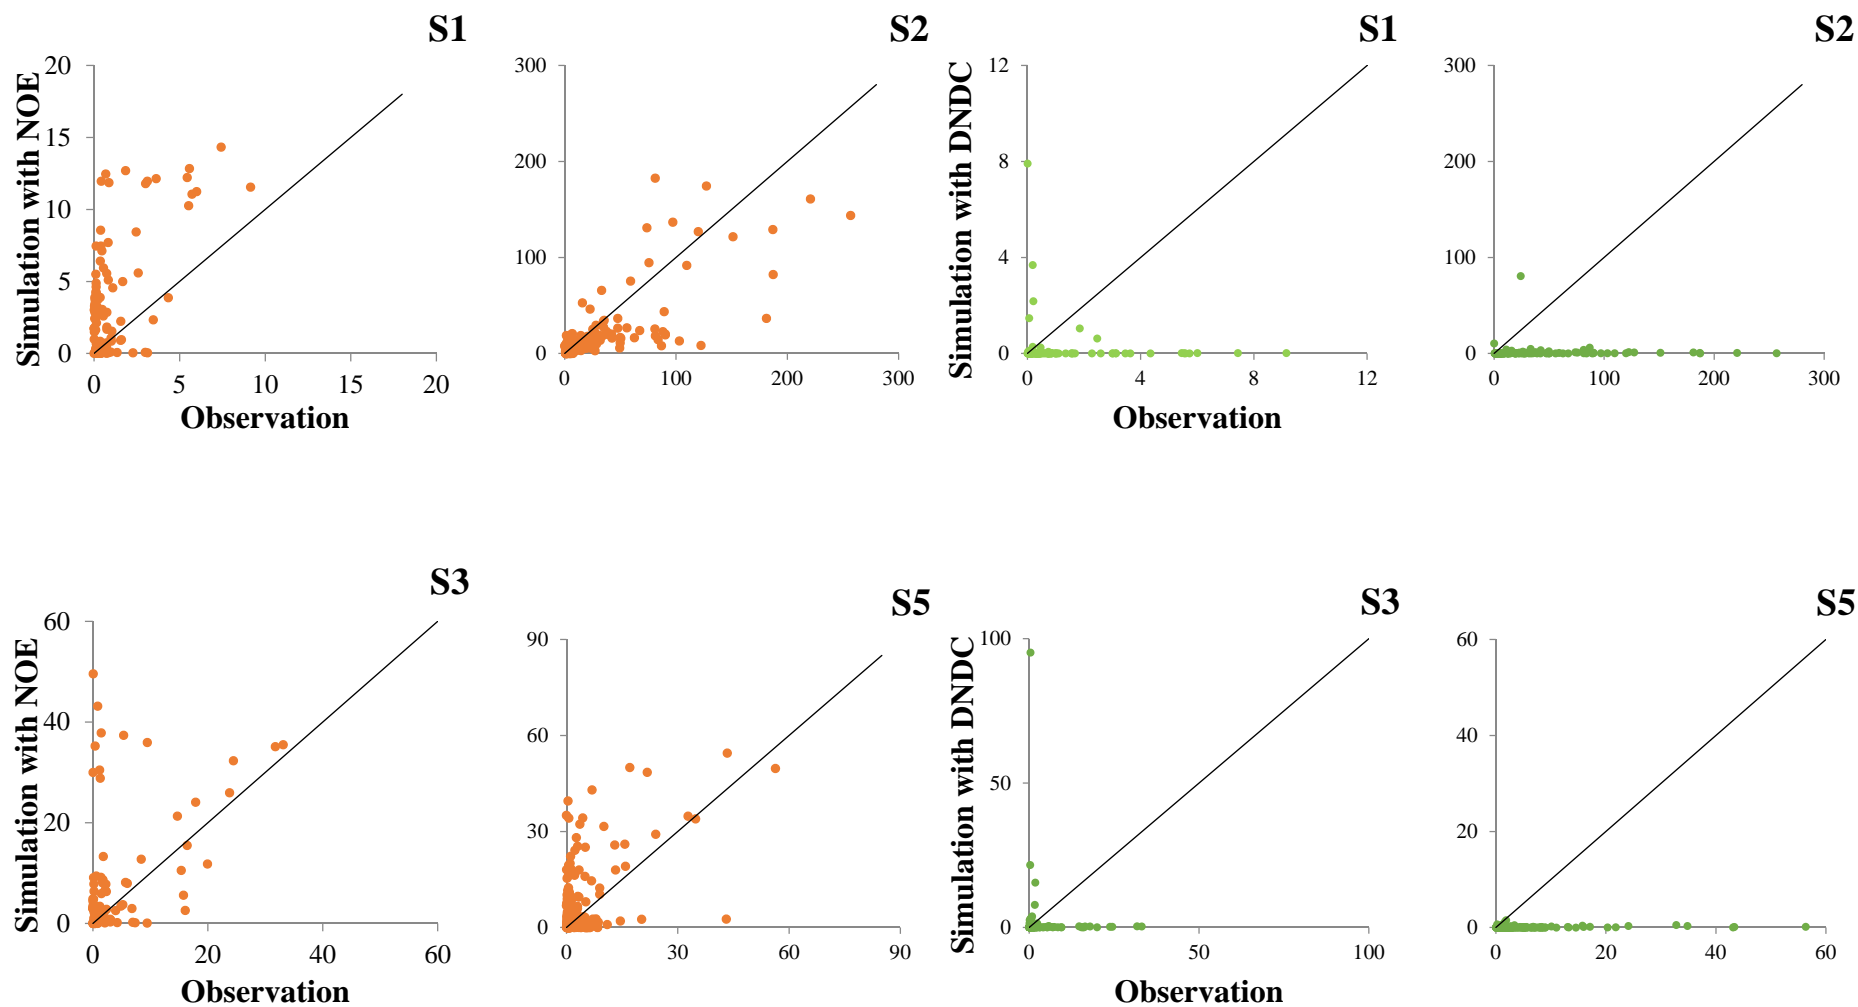 S1
S2
S1
S2
Simulation with NOE
20
15
10
5
0
0 5 10 15 20
Observation
300
200
100
0
0 100 200 300
Simulation with DNDC
12
8
4
0
0 4 8 12
Observation
300
200
100
0
0 100 200 300
S3
S5
S3
S5
Simulation with NOE
60
40
20
0
0 20 40 60
Observation
90
60
30
0
0 30 60 90
Simulation with DNDC
100
50
0
0 50 100
Observation
60
40
20
0
0 20 40 60